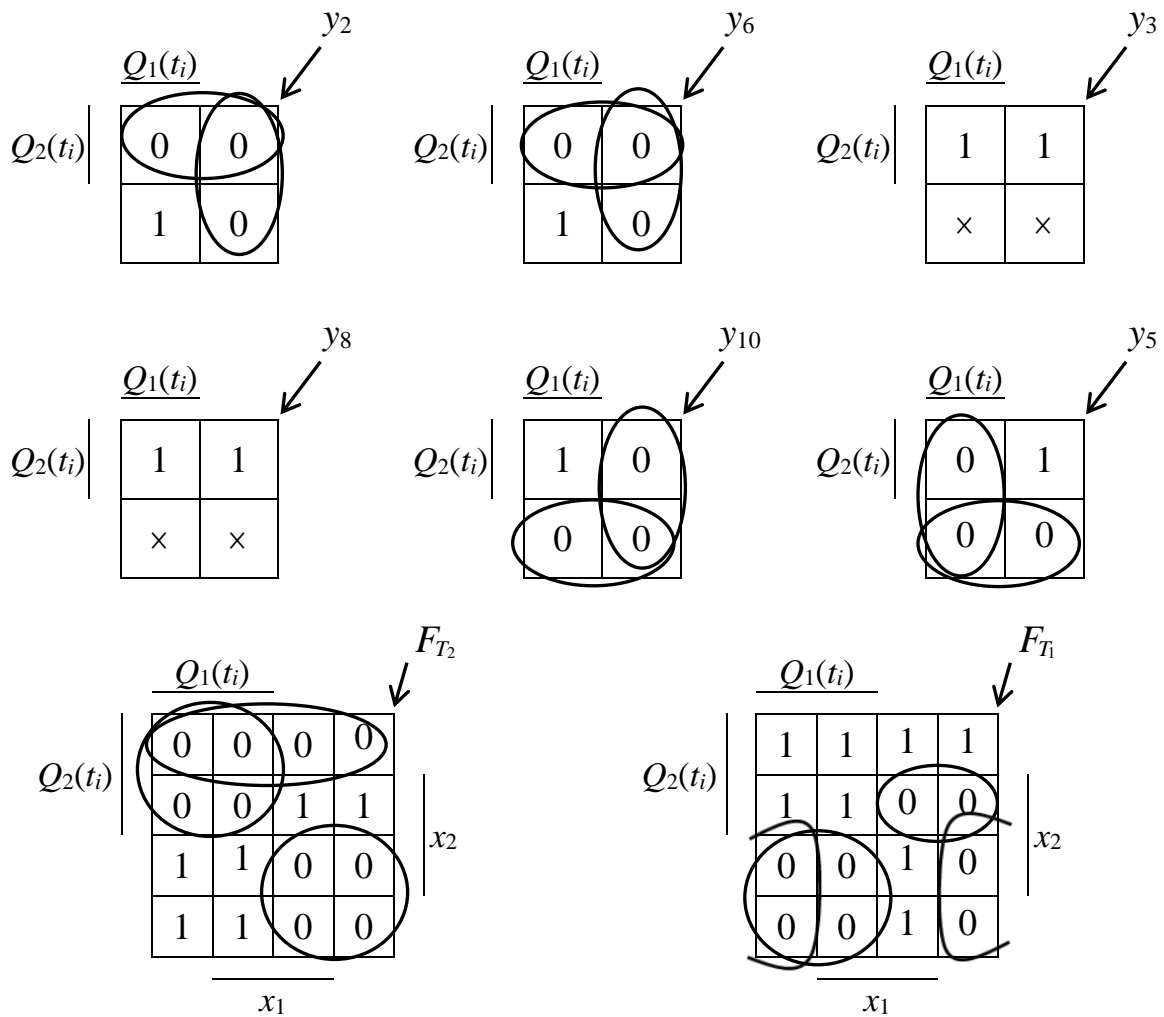 y₂ y₆ y₃
Q₁(tᵢ) Q₁(tᵢ) Q₁(tᵢ)
Q₂(tᵢ) 0 0 Q₂(tᵢ) 0 0 Q₂(tᵢ) 1 1
1 0 1 0 × ×
y₈ y₁₀ y₅
Q₁(tᵢ) Q₁(tᵢ) Q₁(tᵢ)
Q₂(tᵢ) 1 1 Q₂(tᵢ) 1 0 Q₂(tᵢ) 0 1
× × 0 0 0 0
F_T₂ F_T₁
Q₁(tᵢ) Q₁(tᵢ)
0 0 0 0 1 1 1 1
Q₂(tᵢ) Q₂(tᵢ)
0 0 1 1 1 1 0 0
x₂ x₂
1 1 0 0 0 0 1 0
1 1 0 0 0 0 1 0
x₁ x₁